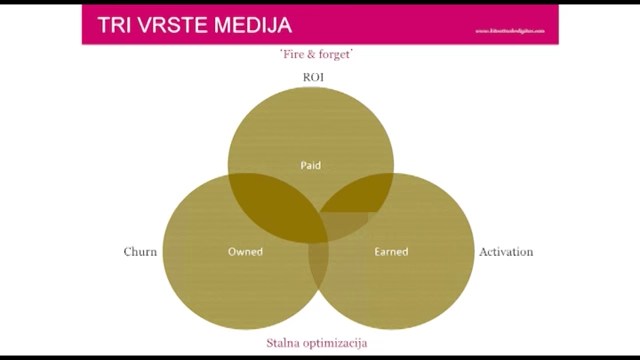 TRI VRSTE MEDIJA
'Fire & forget'
ROI
Paid
Churn
Owned
Earned
Activation
Stalna optimizacija